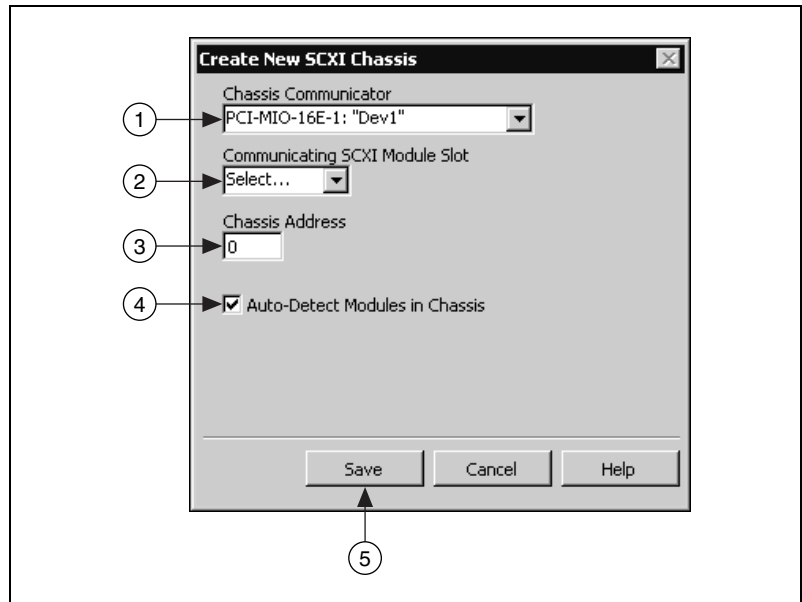 Create New SCXI Chassis
Chassis Communicator
1
PCI-MIO-16E-1: "Dev1"
Communicating SCXI Module Slot
2
Select...
Chassis Address
3
0
4
Auto-Detect Modules in Chassis
Save Cancel Help
5